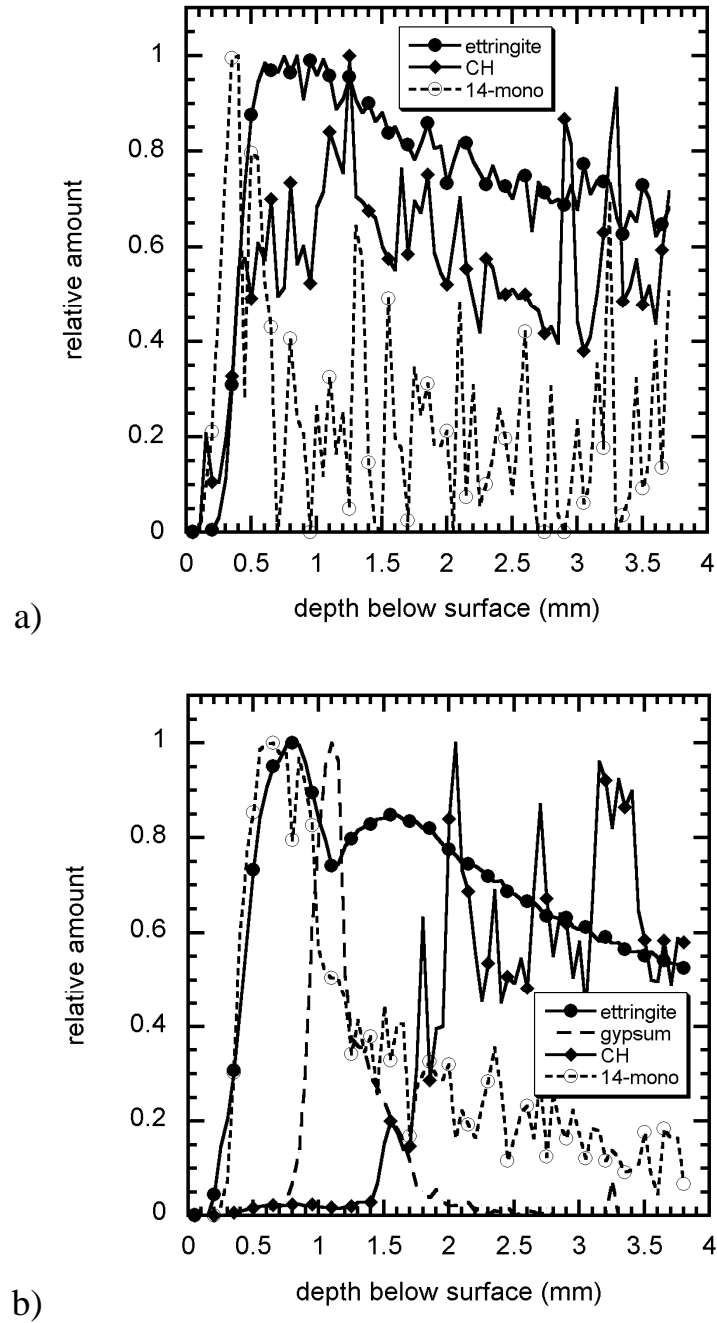 ettringite
CH
14-mono
1
0.8
0.6
0.4
0.2
0
relative amount
0 0.5 1 1.5 2 2.5 3 3.5 4
depth below surface (mm)
a)
1
0.8
0.6
0.4
0.2
0
relative amount
ettringite
gypsum
CH
14-mono
0 0.5 1 1.5 2 2.5 3 3.5 4
depth below surface (mm)
b)